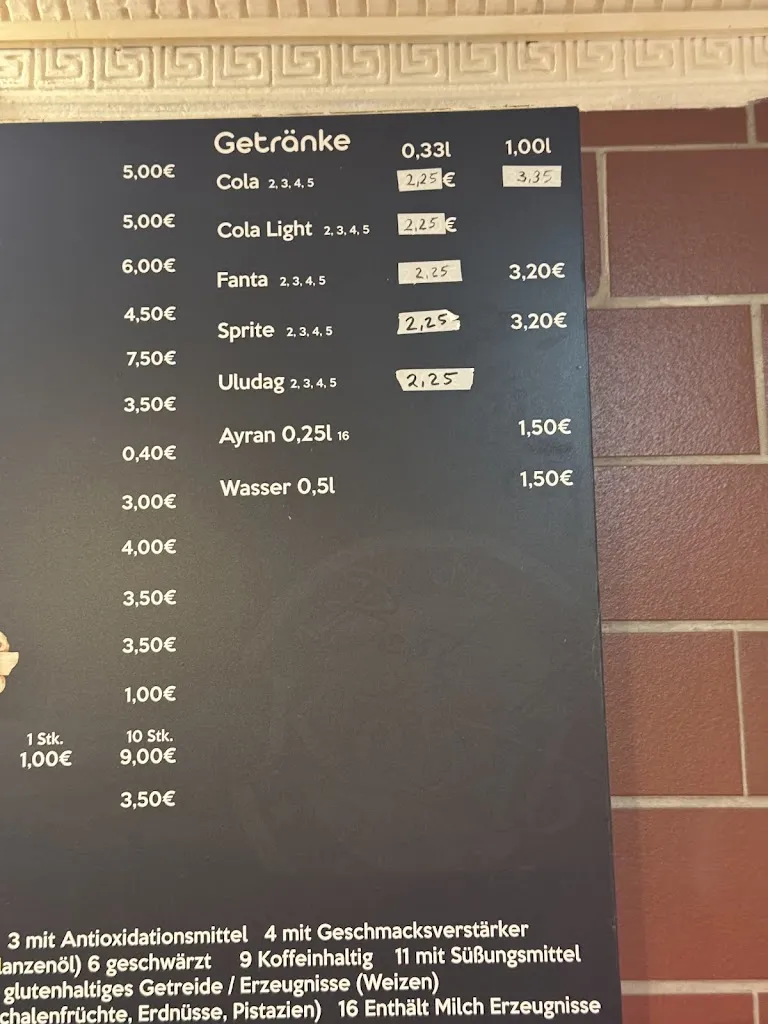 Getränke 0,33l 1,00l
5,00€
Cola 2, 3, 4, 5 2,25€ 3,35
5,00€
Cola Light 2, 3, 4, 5 2,25€
6,00€
Fanta 2, 3, 4, 5 2,25 3,20€
4,50€
Sprite 2, 3, 4, 5 2,25 3,20€
7,50€
Uludag 2, 3, 4, 5 2,25
3,50€
Ayran 0,25l 16 1,50€
0,40€
Wasser 0,5l 1,50€
3,00€
4,00€
3,50€
3,50€
1,00€
1 Stk. 10 Stk.
1,00€ 9,00€
3,50€
3 mit Antioxidationsmittel 4 mit Geschmacksverstärker
lanzenöl) 6 geschwärzt 9 Koffeinhaltig 11 mit Süßungsmittel
glutenhaltiges Getreide / Erzeugnisse (Weizen)
chalenfrüchte, Erdnüsse, Pistazien) 16 Enthält Milch Erzeugnisse